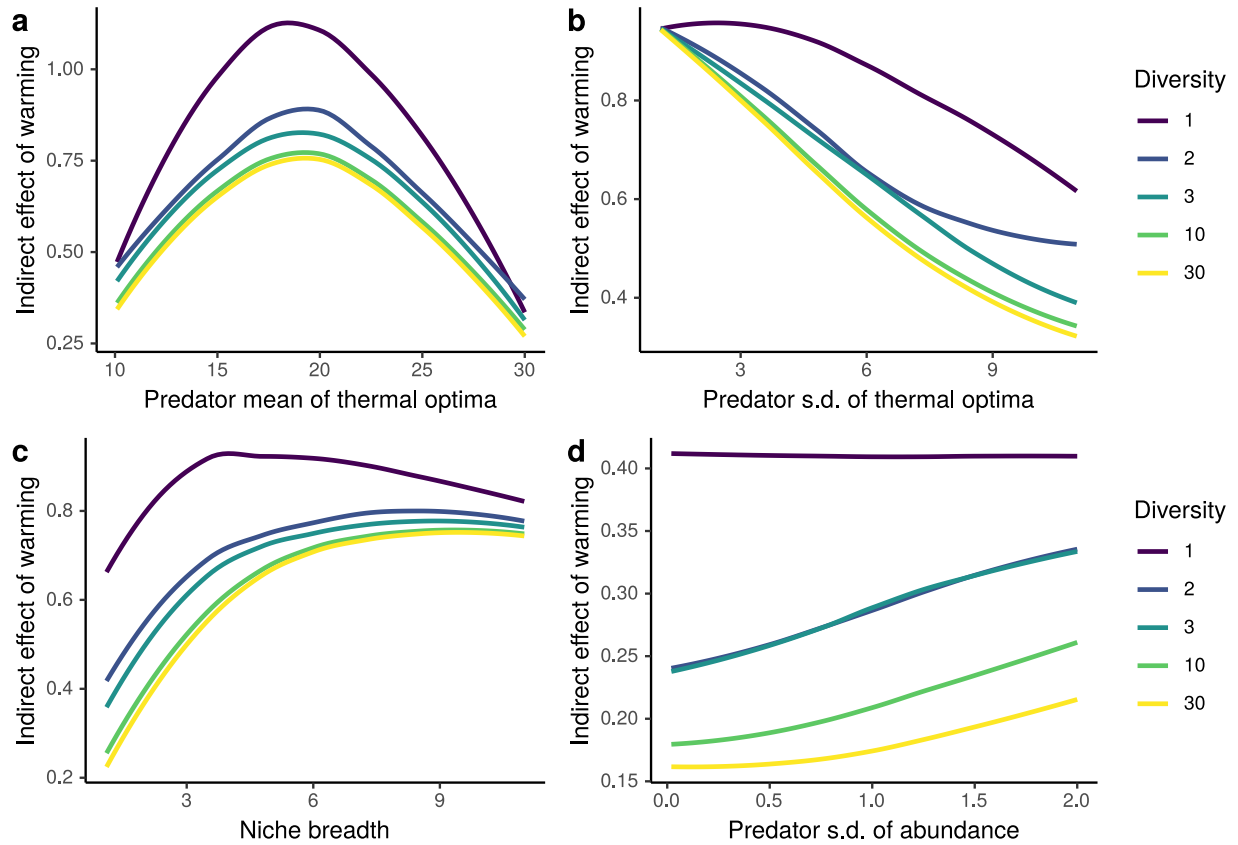 a
Indirect effect of warming
1.00
0.75
0.50
0.25
10 15 20 25 30
Predator mean of thermal optima
b
Indirect effect of warming
0.8
0.6
0.4
3 6 9
Predator s.d. of thermal optima
Diversity
1
2
3
10
30
c
Indirect effect of warming
0.8
0.6
0.4
0.2
3 6 9
Niche breadth
d
Indirect effect of warming
0.40
0.35
0.30
0.25
0.20
0.15
0.0 0.5 1.0 1.5 2.0
Predator s.d. of abundance
Diversity
1
2
3
10
30